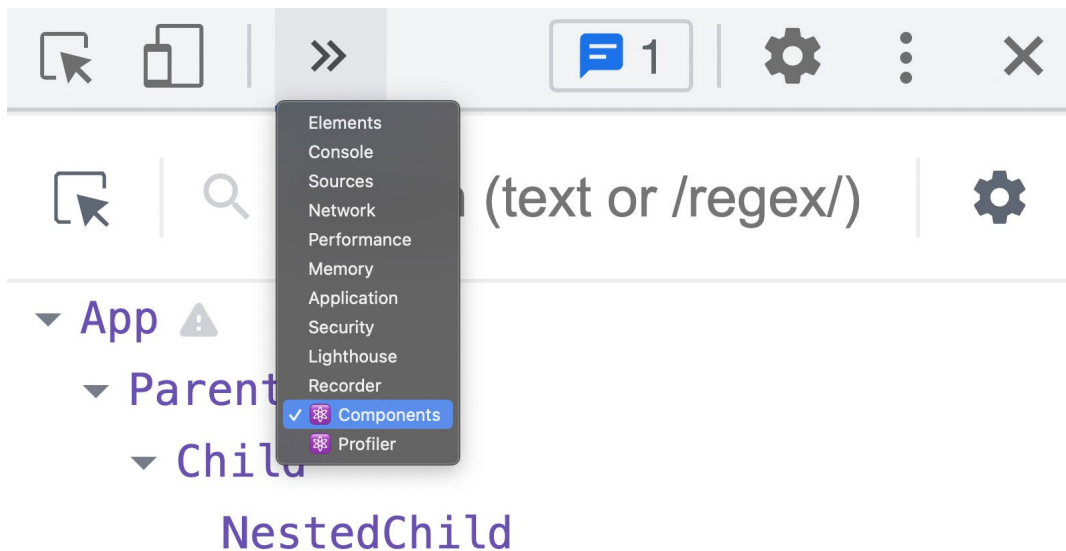 1
Elements
Console
Sources
Network
Performance
Memory
Application
Security
Lighthouse
Recorder
✓ Components
Profiler
(text or /regex/)
App
Parent
Child
NestedChild